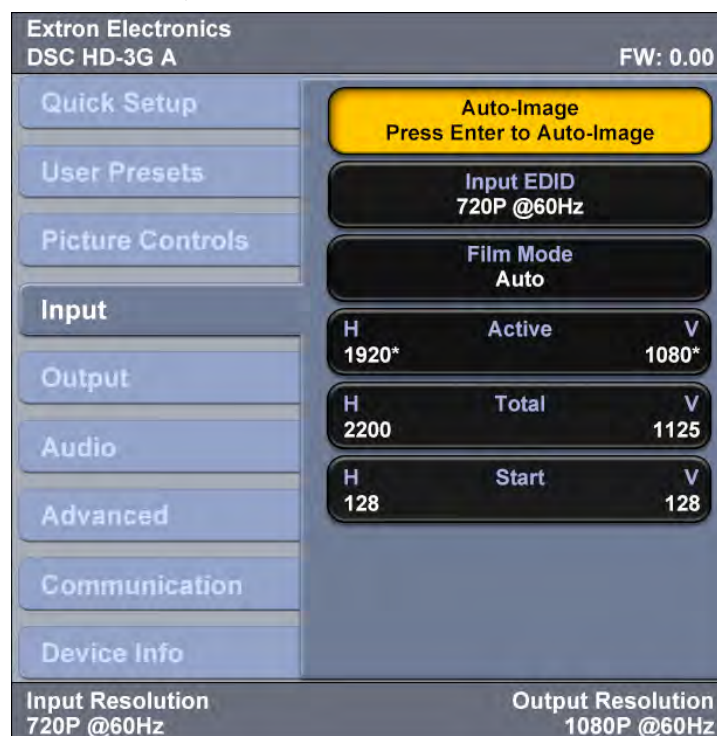 Extron Electronics
DSC HD-3G A
FW: 0.00
Quick Setup
User Presets
Picture Controls
Input
Output
Audio
Advanced
Communication
Device Info
Auto-Image
Press Enter to Auto-Image
Input EDID
720P @60Hz
Film Mode
Auto
H Active V
1920* 1080*
H Total V
2200 1125
H Start V
128 128
Input Resolution
720P @60Hz
Output Resolution
1080P @60Hz